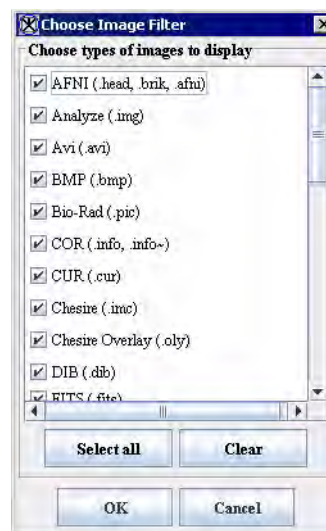 Choose Image Filter
Choose types of images to display
AFNI (.head, .brik, .afni)
Analyze (.img)
Avi (.avi)
BMP (.bmp)
Bio-Rad (.pic)
COR (.info, .info~)
CUR (.cur)
Chesire (.imc)
Chesire Overlay (.oly)
DIB (.dib)
FITS (.fits)
Select all
Clear
OK
Cancel